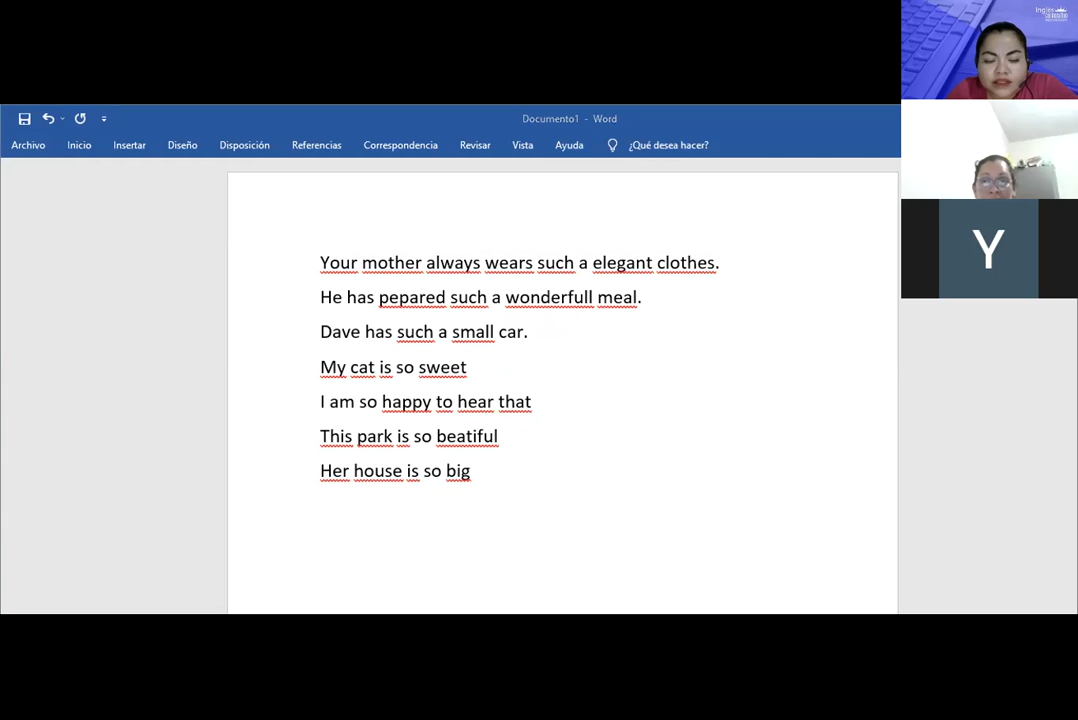 Inglés
Documento1 - Word
Archivo Inicio Insertar Diseño Disposición Referencias Correspondencia Revisar Vista Ayuda ¿Qué desea hacer?
Your mother always wears such a elegant clothes.
He has pepared such a wonderfull meal.
Dave has such a small car.
My cat is so sweet
I am so happy to hear that
This park is so beatiful
Her house is so big
Y